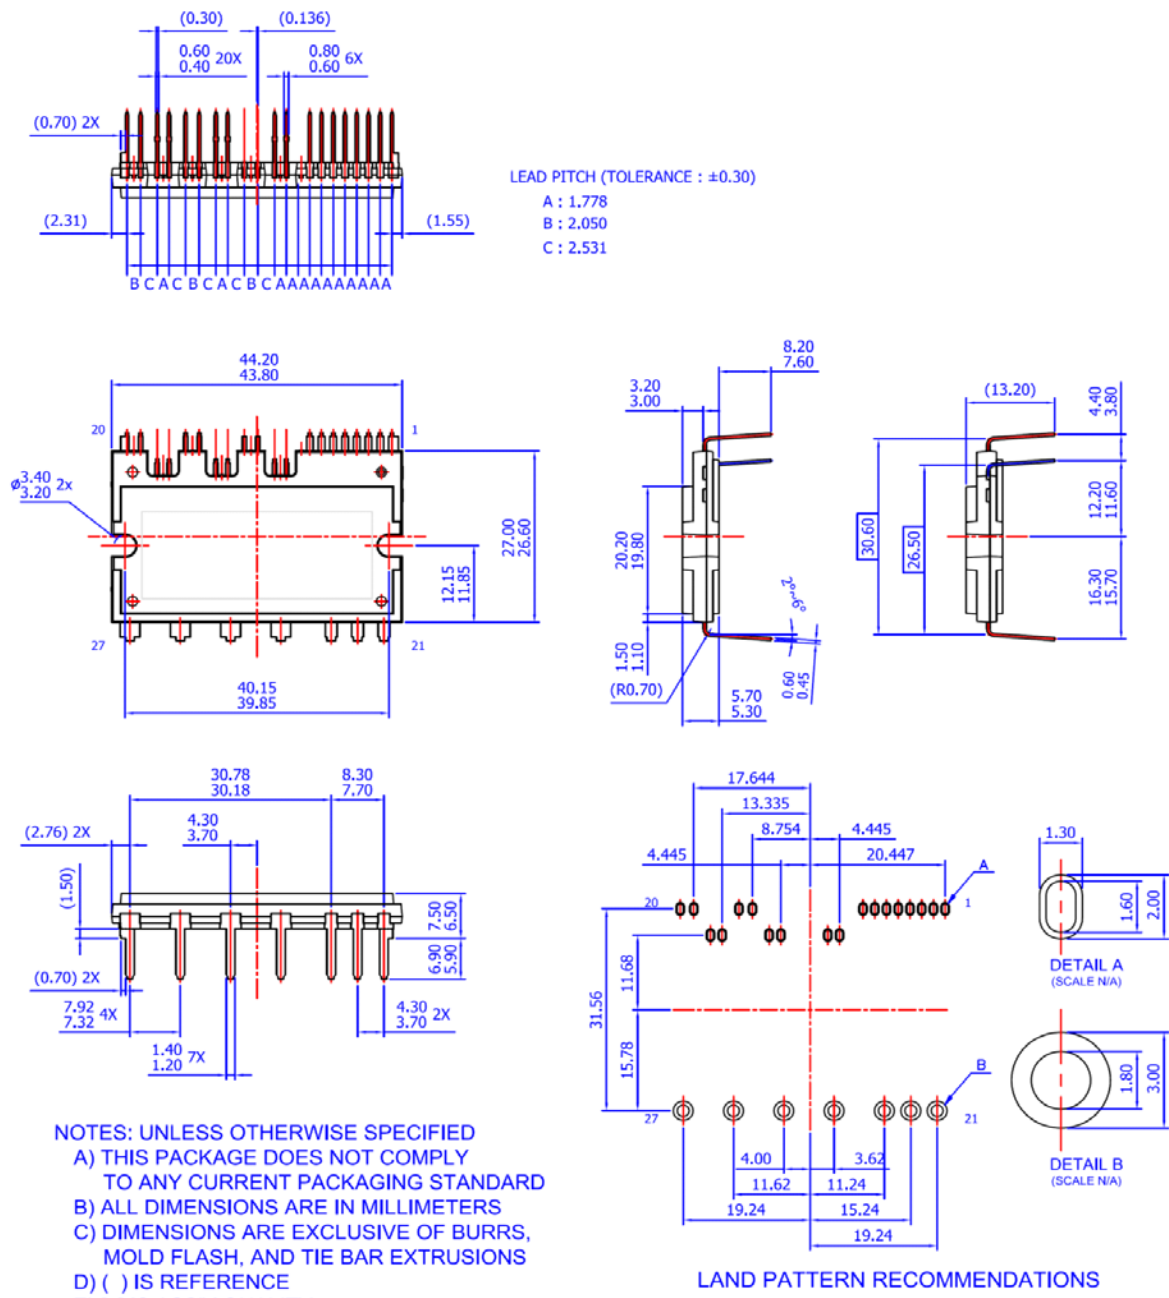 (0.30)
(0.136)
0.60
0.40 20X
0.80
0.60 6X
(0.70) 2X
LEAD PITCH (TOLERANCE : ±0.30)
A : 1.778
B : 2.050
C : 2.531
(2.31)
(1.55)
B C A C B C A C B C A A A A A A A A A A
44.20
43.80
20
1
ø3.40
3.20 2x
27.00
26.60
12.15
11.85
27
21
40.15
39.85
8.20
7.60
3.20
3.00
20.20
19.80
2°~6°
1.50
1.10
(R0.70)
0.60
0.45
5.70
5.30
(13.20)
4.40
3.80
12.20
11.60
30.60
26.50
16.30
15.70
30.78
30.18
8.30
7.70
4.30
3.70
(2.76) 2X
(1.50)
7.50
6.50
6.90
5.90
(0.70) 2X
7.92
7.32 4X
4.30
3.70 2X
1.40
1.20 7X
17.644
13.335
8.754
4.445
4.445
20.447
A
20
1
11.68
31.56
15.78
B
27
21
4.00
3.62
11.62
11.24
19.24
15.24
19.24
1.30
1.60
2.00
DETAIL A
(SCALE N/A)
1.80
3.00
DETAIL B
(SCALE N/A)
NOTES: UNLESS OTHERWISE SPECIFIED
A) THIS PACKAGE DOES NOT COMPLY
TO ANY CURRENT PACKAGING STANDARD
B) ALL DIMENSIONS ARE IN MILLIMETERS
C) DIMENSIONS ARE EXCLUSIVE OF BURRS,
MOLD FLASH, AND TIE BAR EXTRUSIONS
D) ( ) IS REFERENCE
LAND PATTERN RECOMMENDATIONS